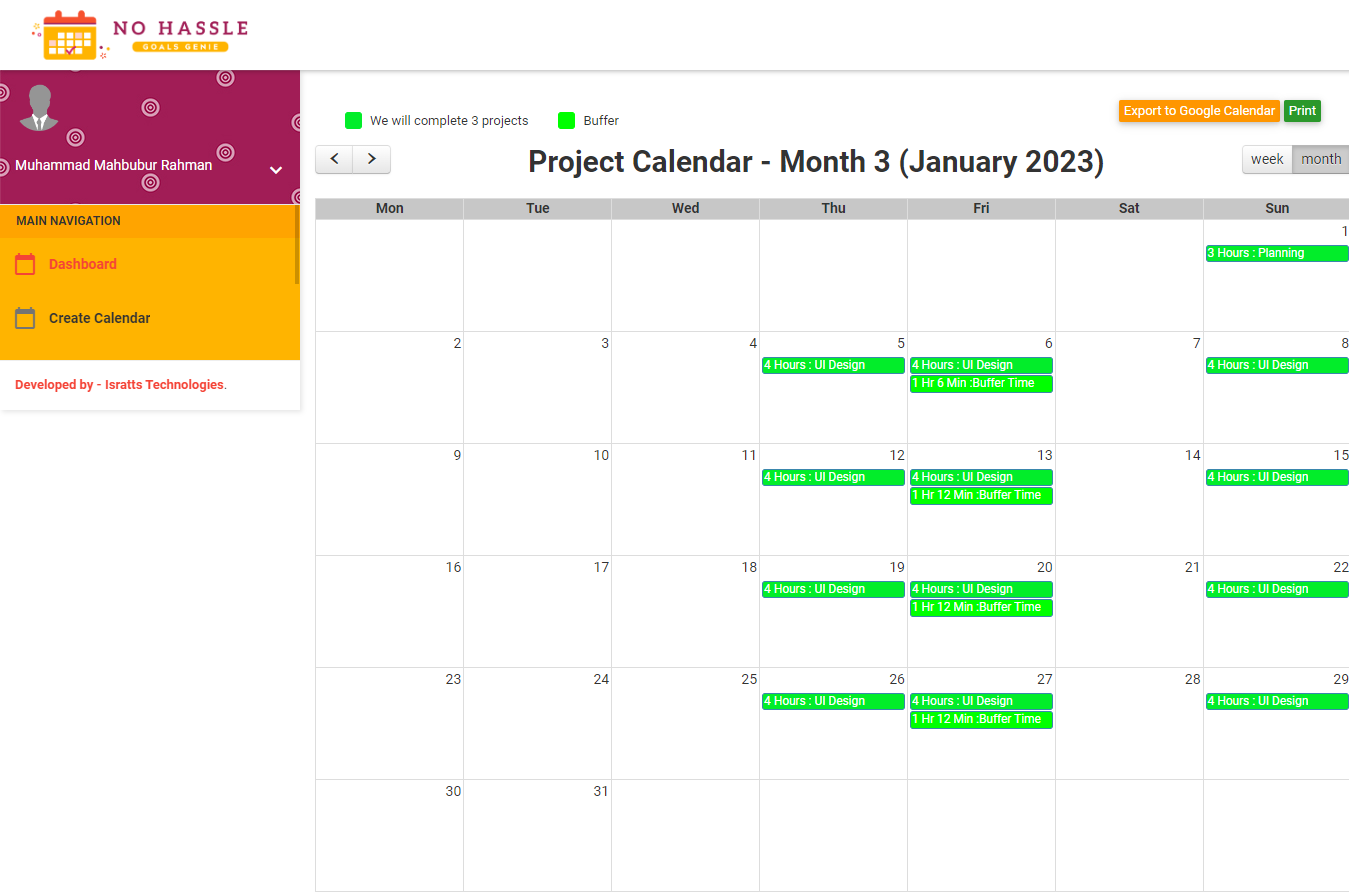 NO HASSLE
GOALS GENIE
Muhammad Mahbubur Rahman
MAIN NAVIGATION
Dashboard
Create Calendar
Developed by - Isratts Technologies.
We will complete 3 projects Buffer
Export to Google Calendar Print
Project Calendar - Month 3 (January 2023)
week month
Mon Tue Wed Thu Fri Sat Sun
1
3 Hours : Planning
2 3 4 5 6 7 8
4 Hours : UI Design 4 Hours : UI Design 4 Hours : UI Design
1 Hr 6 Min :Buffer Time
9 10 11 12 13 14 15
4 Hours : UI Design 4 Hours : UI Design 4 Hours : UI Design
1 Hr 12 Min :Buffer Time
16 17 18 19 20 21 22
4 Hours : UI Design 4 Hours : UI Design 4 Hours : UI Design
1 Hr 12 Min :Buffer Time
23 24 25 26 27 28 29
4 Hours : UI Design 4 Hours : UI Design 4 Hours : UI Design
1 Hr 12 Min :Buffer Time
30 31